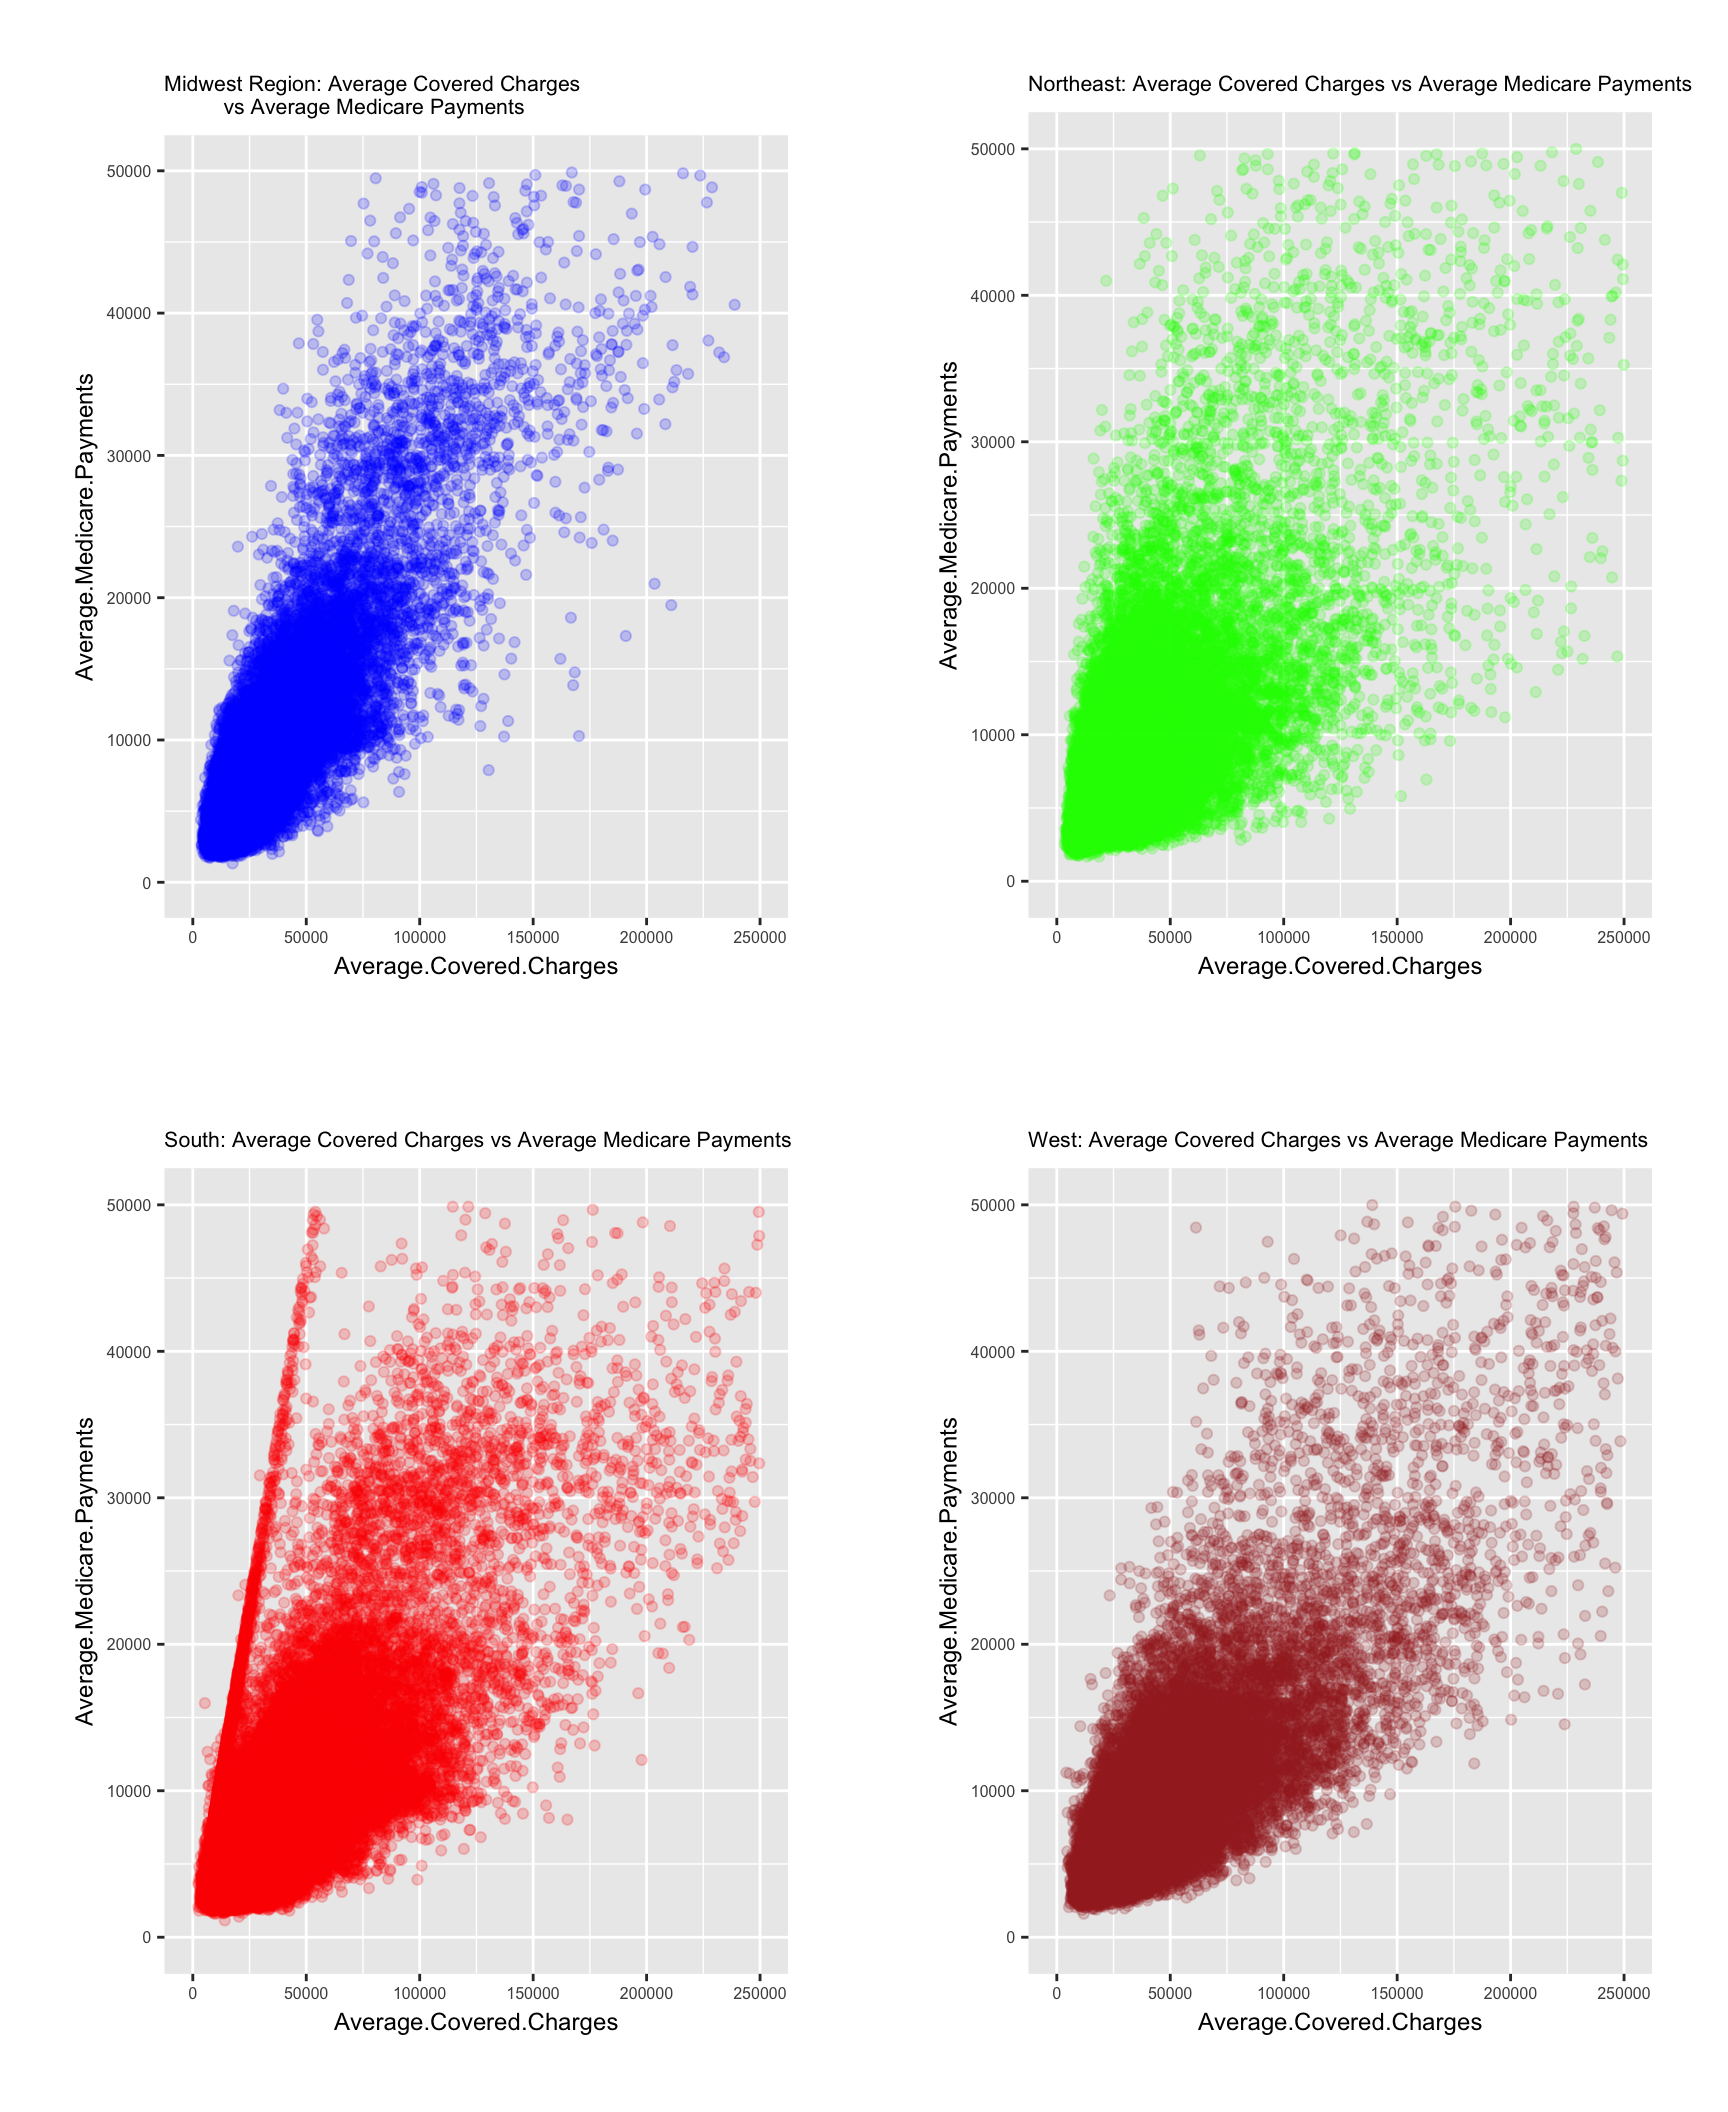 Midwest Region: Average Covered Charges
vs Average Medicare Payments
Average.Medicare.Payments
50000
40000
30000
20000
10000
0
0 50000 100000 150000 200000 250000
Average.Covered.Charges
Northeast: Average Covered Charges vs Average Medicare Payments
Average.Medicare.Payments
50000
40000
30000
20000
10000
0
0 50000 100000 150000 200000 250000
Average.Covered.Charges
South: Average Covered Charges vs Average Medicare Payments
Average.Medicare.Payments
50000
40000
30000
20000
10000
0
0 50000 100000 150000 200000 250000
Average.Covered.Charges
West: Average Covered Charges vs Average Medicare Payments
Average.Medicare.Payments
50000
40000
30000
20000
10000
0
0 50000 100000 150000 200000 250000
Average.Covered.Charges